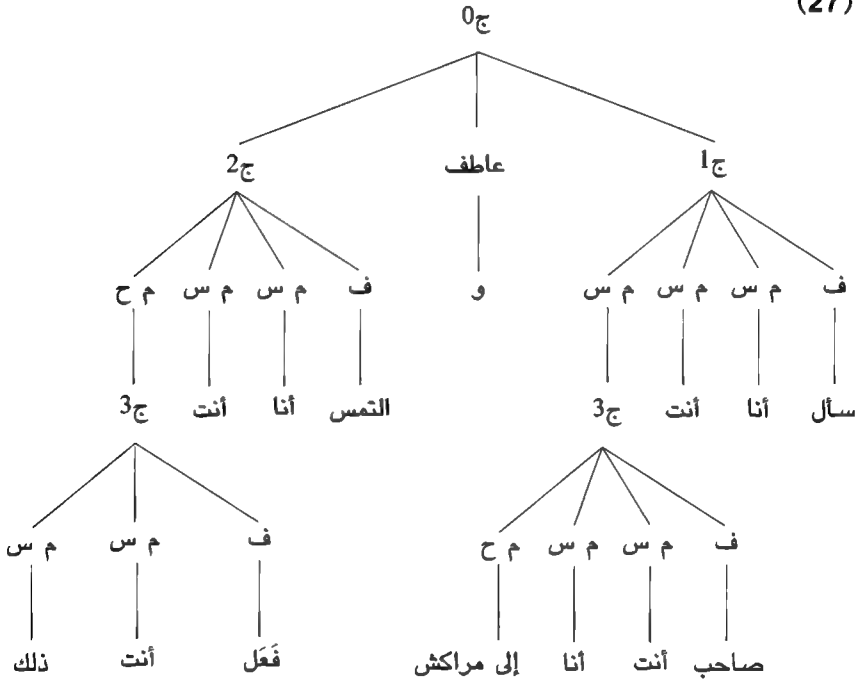 (27)
ج0
ج1 عاطف ج2
ف م س م س م س و ف م س م س م ح
سأل أنا أنت ج3 التمس أنا أنت ج3
ف م س م س م ح ف م س م س
صاحب أنت أنا إلى مراكش فَعَل أنت ذلك